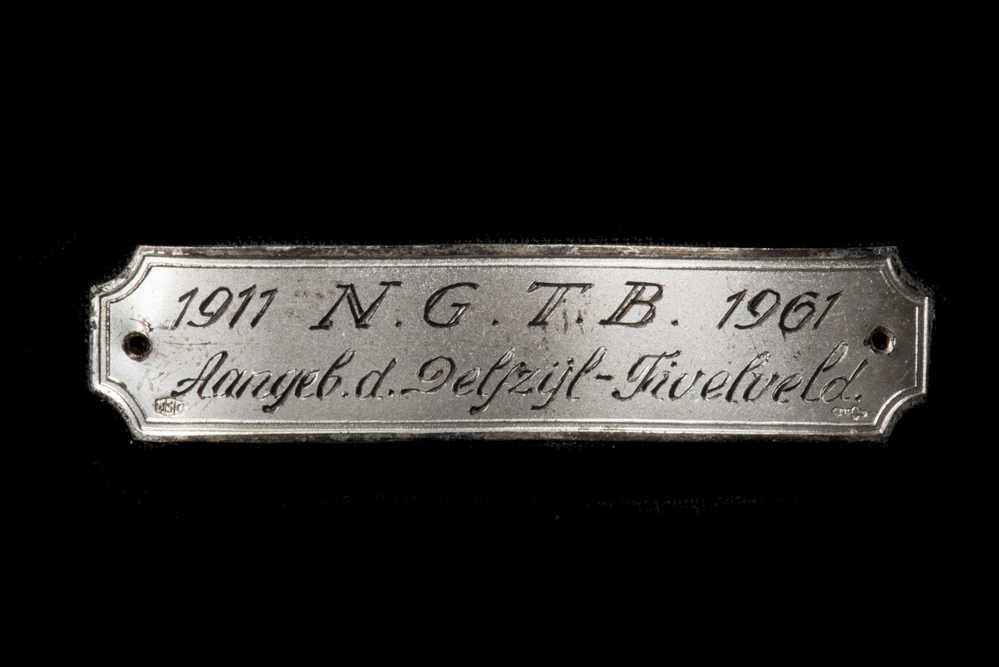 1911 N.G.T.B. 1961
Aangeb.d. Delfzijl-Fivelveld.